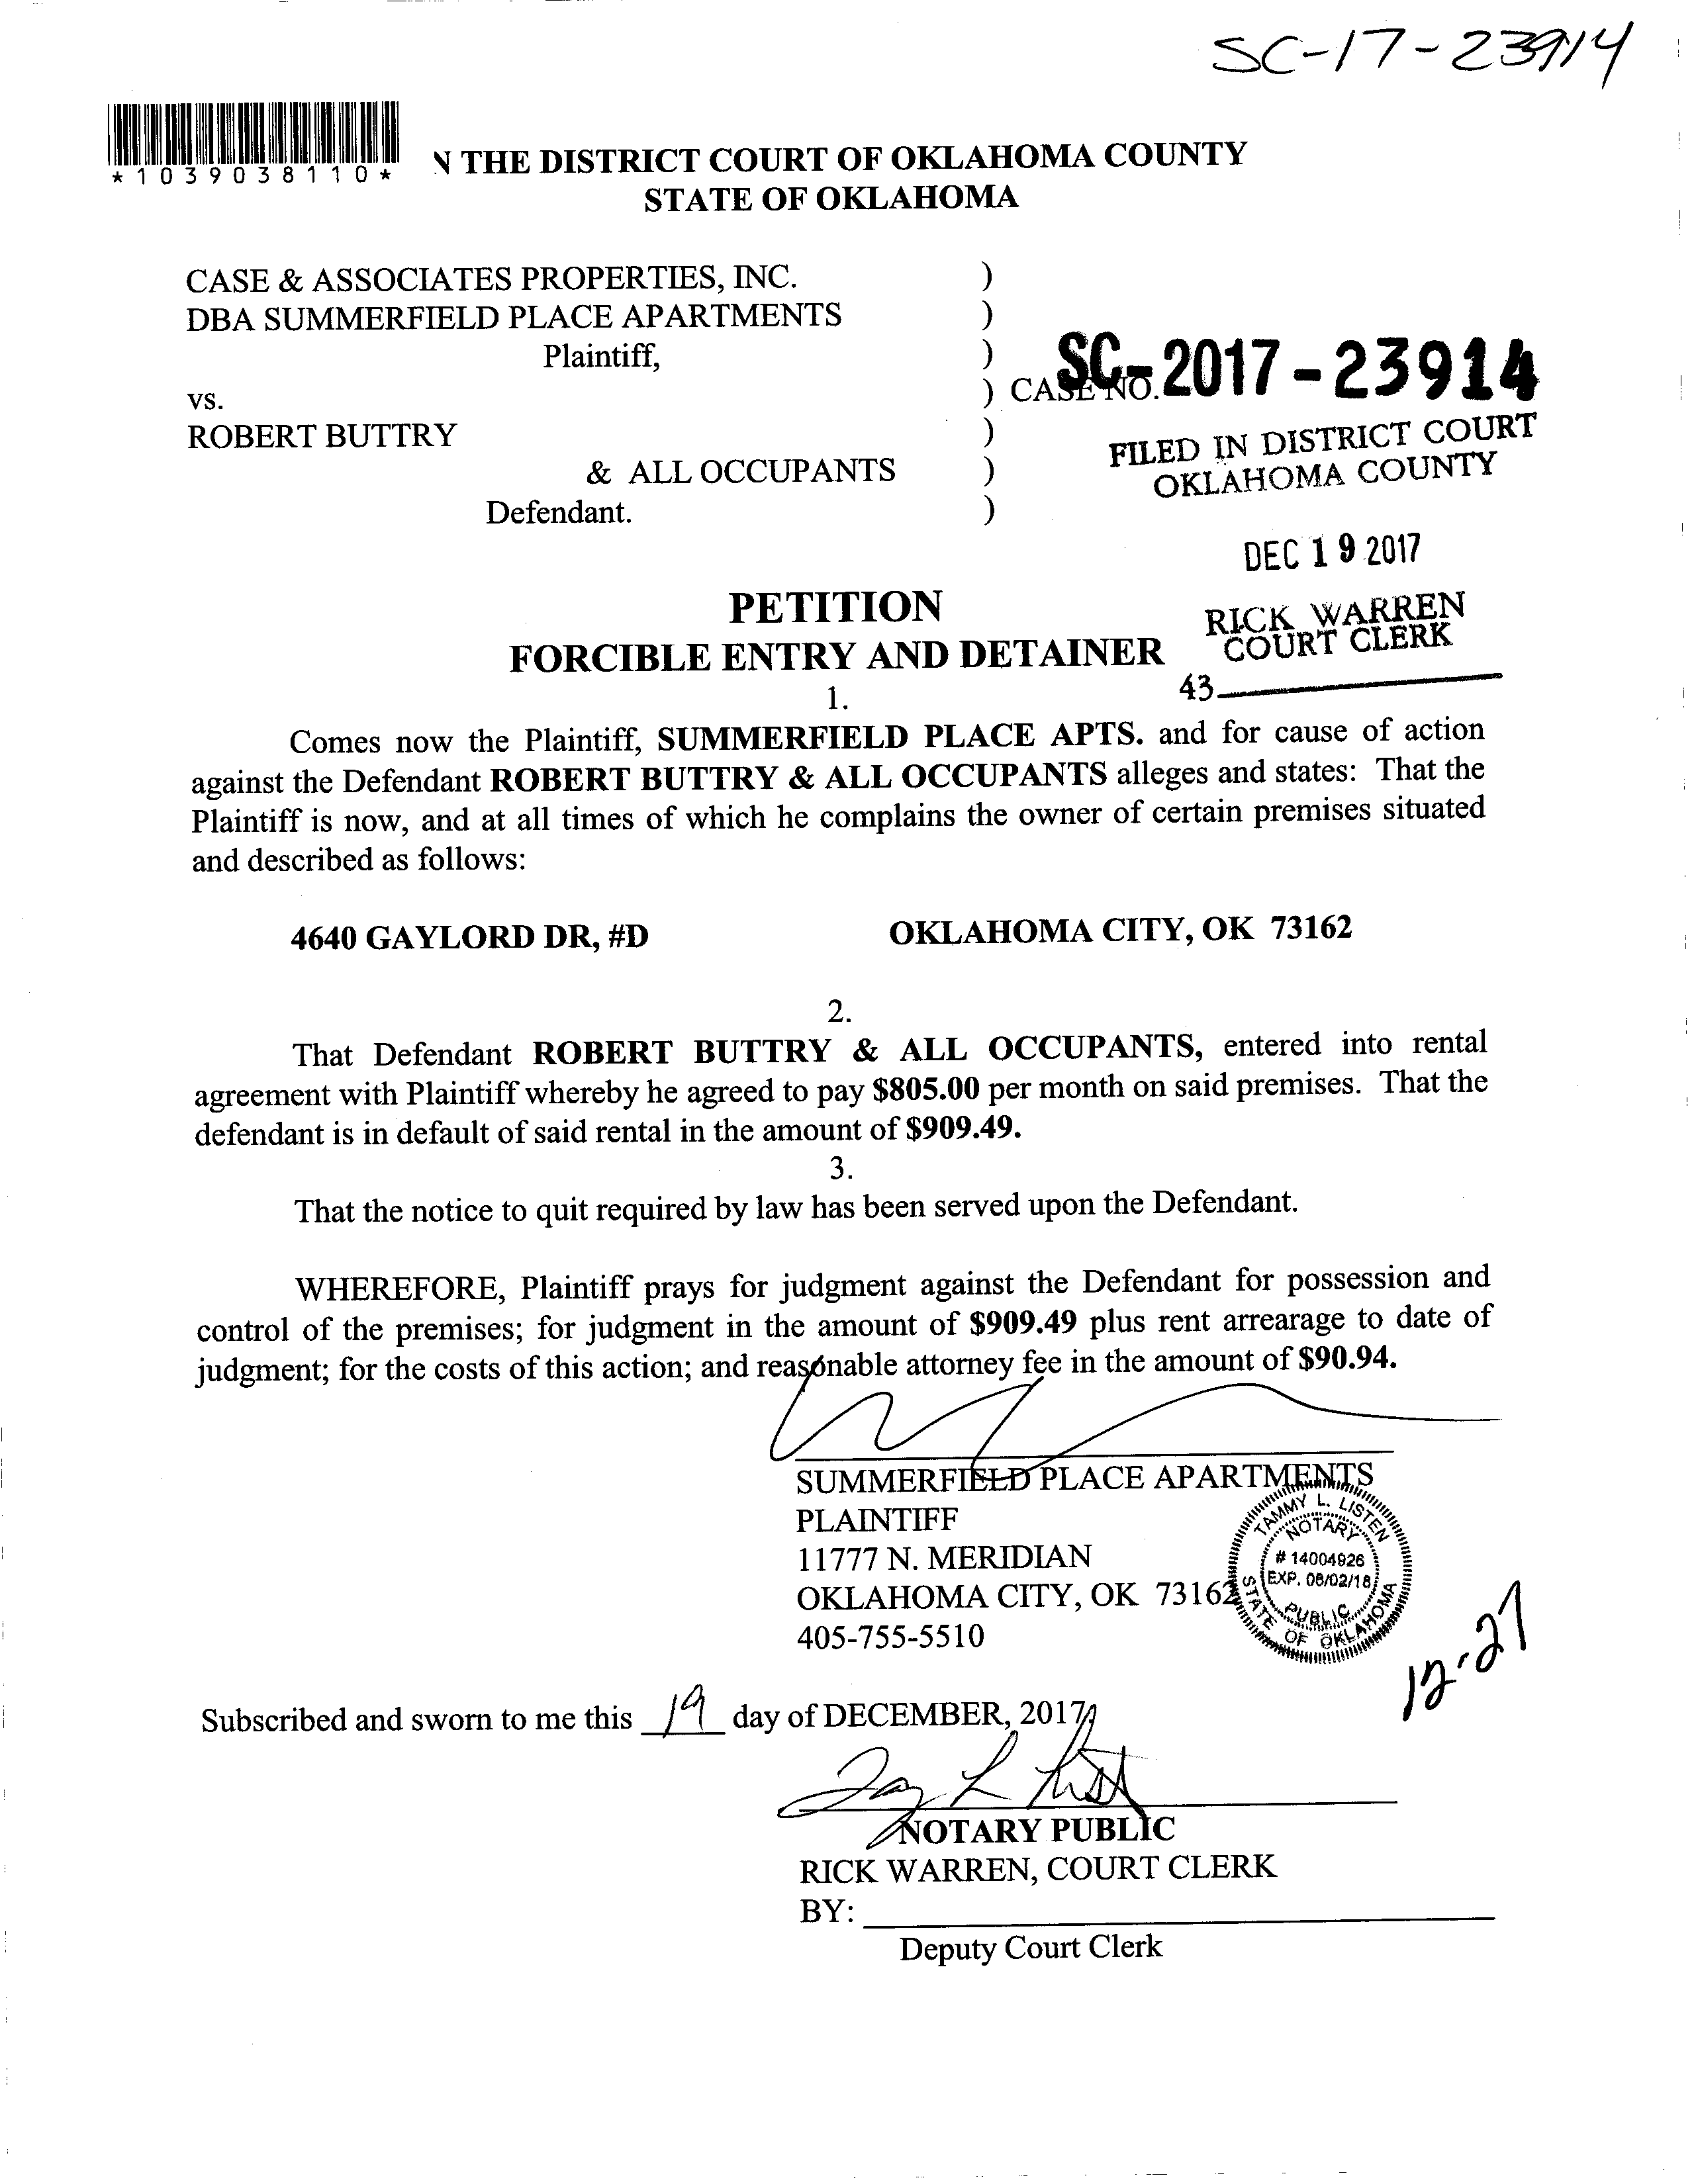 SC-17-23914
*1039038110*
N THE DISTRICT COURT OF OKLAHOMA COUNTY
STATE OF OKLAHOMA
CASE & ASSOCIATES PROPERTIES, INC. )
DBA SUMMERFIELD PLACE APARTMENTS )
Plaintiff, )
vs. ) CASE NO. SC-2017-23914
ROBERT BUTTRY )
& ALL OCCUPANTS )
Defendant. )
FILED IN DISTRICT COURT
OKLAHOMA COUNTY
DEC 19 2017
RICK WARREN
COURT CLERK
43
PETITION
FORCIBLE ENTRY AND DETAINER
1.
Comes now the Plaintiff, SUMMERFIELD PLACE APTS. and for cause of action
against the Defendant ROBERT BUTTRY & ALL OCCUPANTS alleges and states: That the
Plaintiff is now, and at all times of which he complains the owner of certain premises situated
and described as follows:
4640 GAYLORD DR, #D OKLAHOMA CITY, OK 73162
2.
That Defendant ROBERT BUTTRY & ALL OCCUPANTS, entered into rental
agreement with Plaintiff whereby he agreed to pay $805.00 per month on said premises. That the
defendant is in default of said rental in the amount of $909.49.
3.
That the notice to quit required by law has been served upon the Defendant.
WHEREFORE, Plaintiff prays for judgment against the Defendant for possession and
control of the premises; for judgment in the amount of $909.49 plus rent arrearage to date of
judgment; for the costs of this action; and reasonable attorney fee in the amount of $90.94.
SUMMERFIELD PLACE APARTMENTS
PLAINTIFF
11777 N. MERIDIAN
OKLAHOMA CITY, OK 73162
405-755-5510
TAMMY L. LISTEN
NOTARY
# 14004926
EXP. 06/02/18
PUBLIC
STATE OF OKLAHOMA
12-27
Subscribed and sworn to me this 19 day of DECEMBER, 2017
NOTARY PUBLIC
RICK WARREN, COURT CLERK
BY:
Deputy Court Clerk